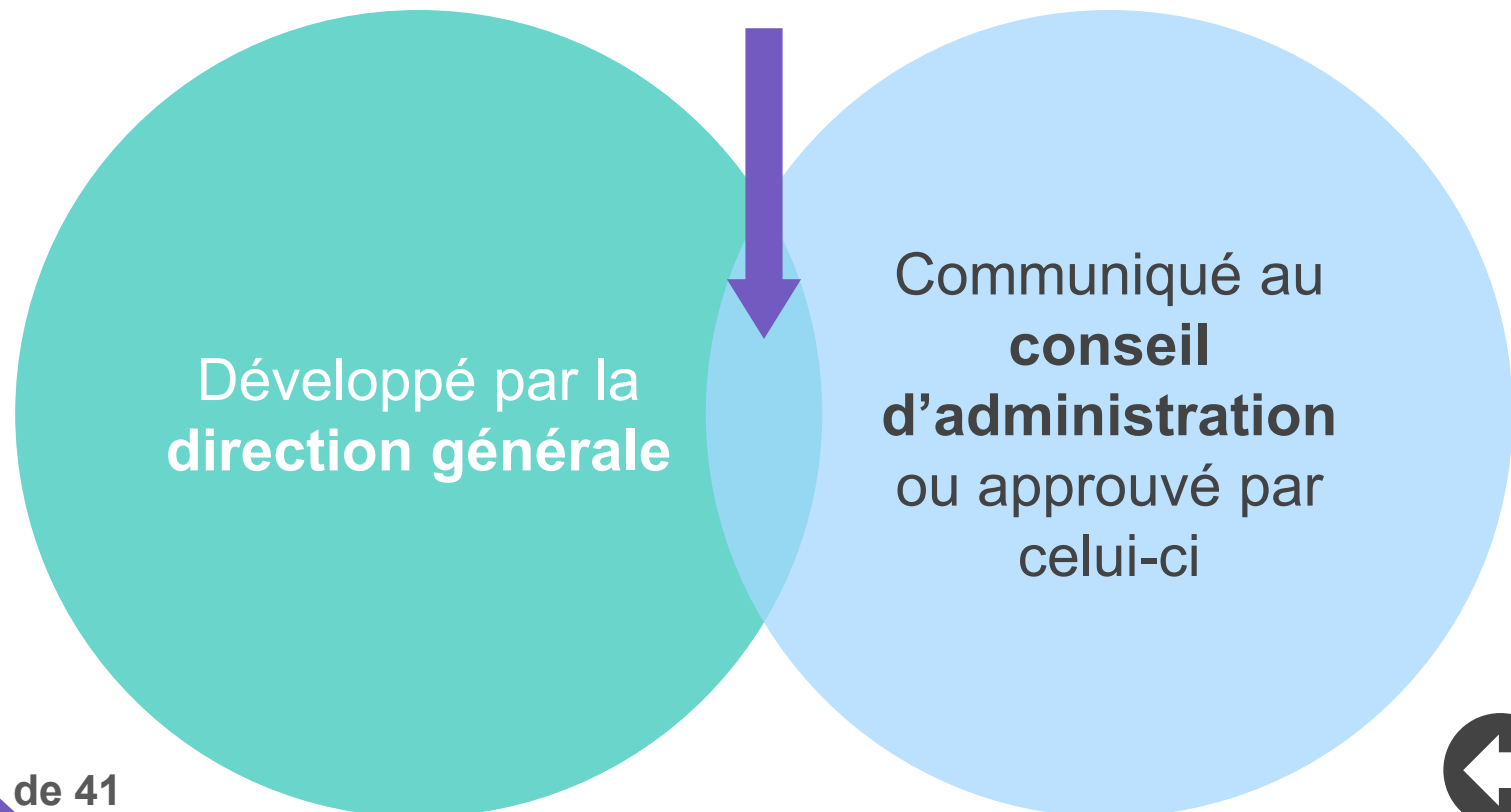 Développé par la
direction générale
Communiqué au
conseil
d’administration
ou approuvé par
celui-ci
de 41